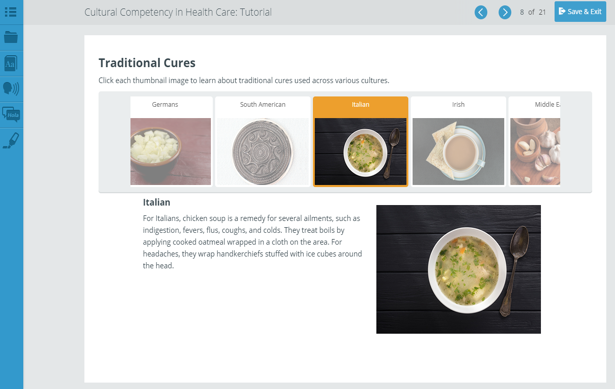 Cultural Competency in Health Care: Tutorial
8 of 21
Save & Exit
Traditional Cures
Click each thumbnail image to learn about traditional cures used across various cultures.
Germans
South American
Italian
Irish
Middle Ea
Italian
For Italians, chicken soup is a remedy for several ailments, such as
indigestion, fevers, flus, coughs, and colds. They treat boils by
applying cooked oatmeal wrapped in a cloth on the area. For
headaches, they wrap handkerchiefs stuffed with ice cubes around
the head.